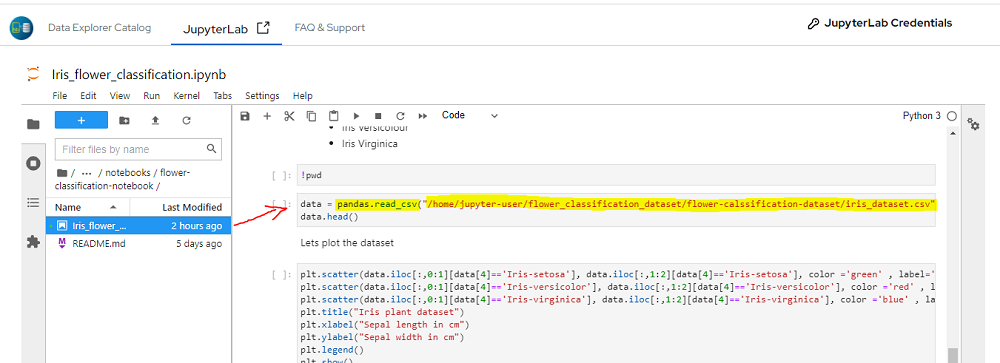 Data Explorer Catalog JupyterLab FAQ & Support JupyterLab Credentials
Iris_flower_classification.ipynb
File Edit View Run Kernel Tabs Settings Help
+ Code Python 3
Filter files by name
/ ... / notebooks / flower-
classification-notebook /
Name Last Modified
Iris_flower_... 2 hours ago
README.md 5 days ago
Iris Versicolour
Iris Virginica
[ ]: !pwd
[ ]: data = pandas.read_csv("/home/jupyter-user/flower_classification_dataset/flower-calssification-dataset/iris_dataset.csv"
data.head()
Lets plot the dataset
[ ]: plt.scatter(data.iloc[:,0:1][data[4]=='Iris-setosa'], data.iloc[:,1:2][data[4]=='Iris-setosa'], color ='green' , label='
plt.scatter(data.iloc[:,0:1][data[4]=='Iris-versicolor'], data.iloc[:,1:2][data[4]=='Iris-versicolor'], color ='red' , l
plt.scatter(data.iloc[:,0:1][data[4]=='Iris-virginica'], data.iloc[:,1:2][data[4]=='Iris-virginica'], color ='blue' , la
plt.title("Iris plant dataset")
plt.xlabel("Sepal length in cm")
plt.ylabel("Sepal width in cm")
plt.legend()
plt.show()